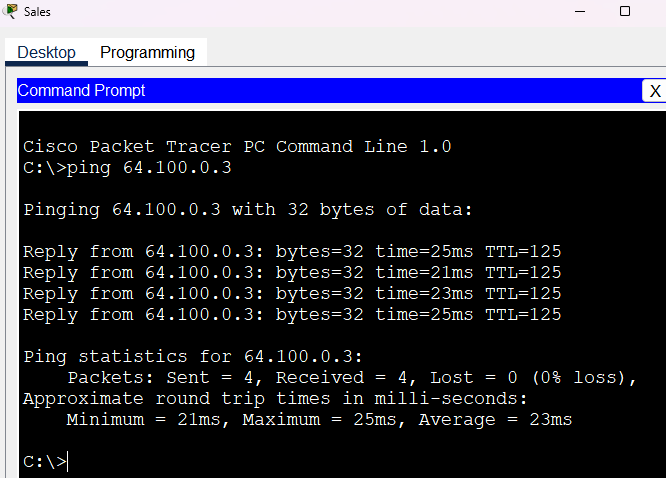 Sales
Desktop Programming
Command Prompt X
Cisco Packet Tracer PC Command Line 1.0
C:\>ping 64.100.0.3
Pinging 64.100.0.3 with 32 bytes of data:
Reply from 64.100.0.3: bytes=32 time=25ms TTL=125
Reply from 64.100.0.3: bytes=32 time=21ms TTL=125
Reply from 64.100.0.3: bytes=32 time=23ms TTL=125
Reply from 64.100.0.3: bytes=32 time=25ms TTL=125
Ping statistics for 64.100.0.3:
    Packets: Sent = 4, Received = 4, Lost = 0 (0% loss),
Approximate round trip times in milli-seconds:
    Minimum = 21ms, Maximum = 25ms, Average = 23ms
C:\>